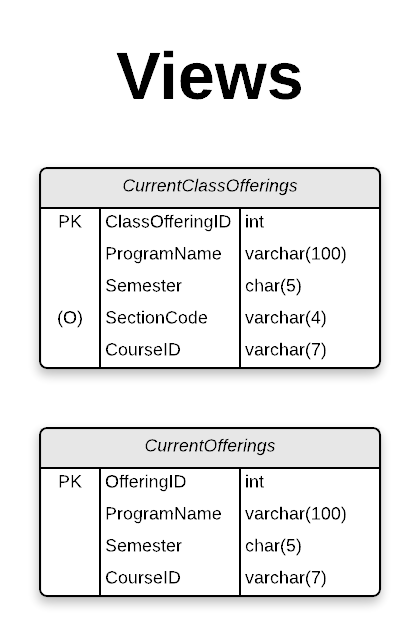 Views
CurrentClassOfferings
PK ClassOfferingID int
ProgramName varchar(100)
Semester char(5)
(O) SectionCode varchar(4)
CourseID varchar(7)
CurrentOfferings
PK OfferingID int
ProgramName varchar(100)
Semester char(5)
CourseID varchar(7)